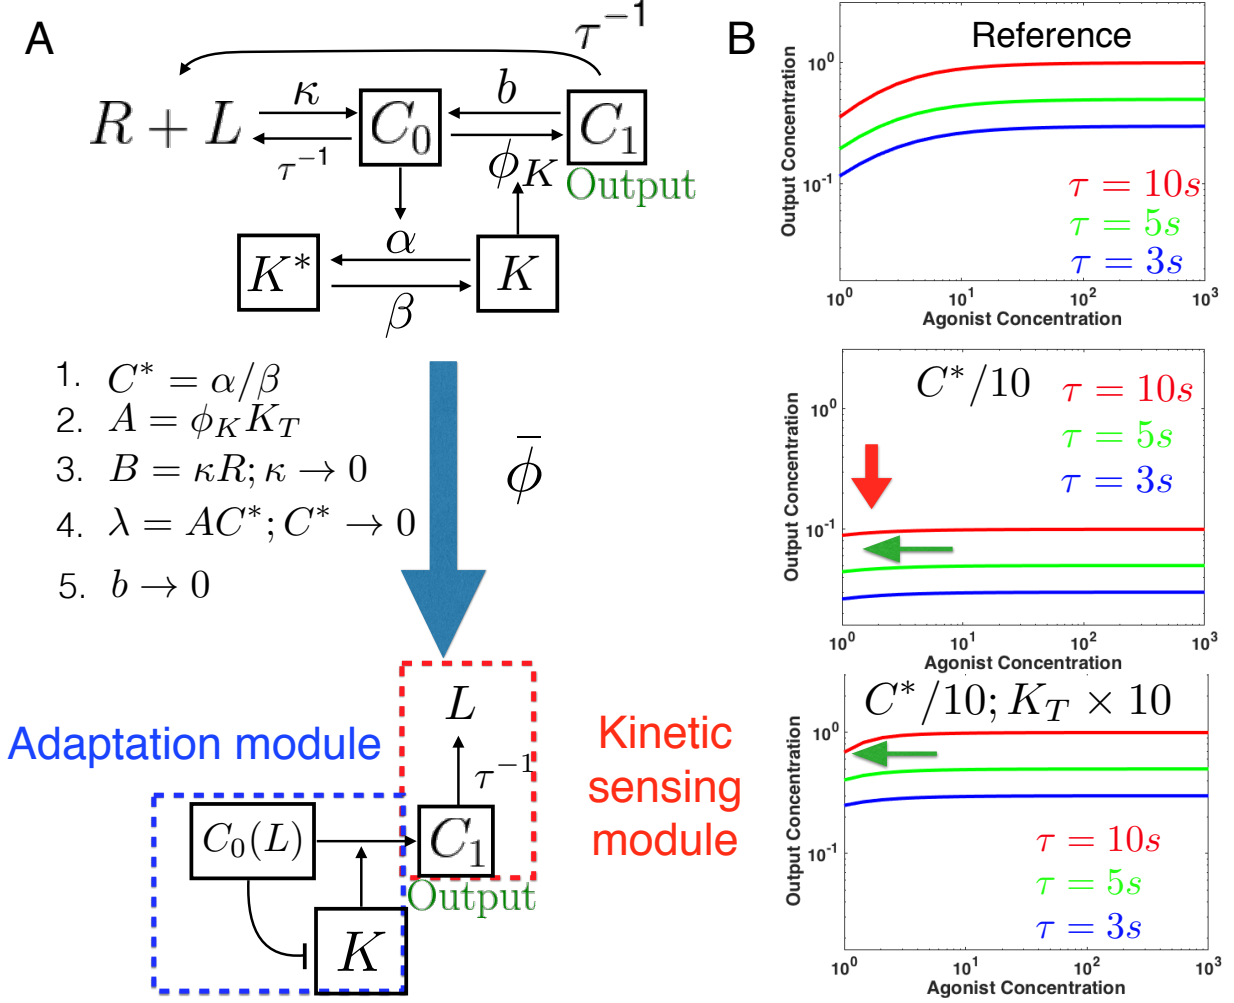 A
τ⁻¹
R + L
κ
τ⁻¹
C₀
b
ϕ_K
C₁
Output
K*
α
β
K
1. C* = α/β
2. A = ϕ_K K_T
3. B = κR; κ → 0
4. λ = AC*; C* → 0
5. b → 0
ϕ̄
Adaptation module
C₀(L)
K
L
τ⁻¹
C₁
Output
Kinetic
sensing
module
B
Reference
Output Concentration
10⁰
10⁻¹
τ = 10s
τ = 5s
τ = 3s
10⁰ 10¹ 10² 10³
Agonist Concentration
C*/10
τ = 10s
τ = 5s
τ = 3s
Output Concentration
10⁰
10⁻¹
10⁰ 10¹ 10² 10³
Agonist Concentration
C*/10; K_T × 10
Output Concentration
10⁰
10⁻¹
τ = 10s
τ = 5s
τ = 3s
10⁰ 10¹ 10² 10³
Agonist Concentration